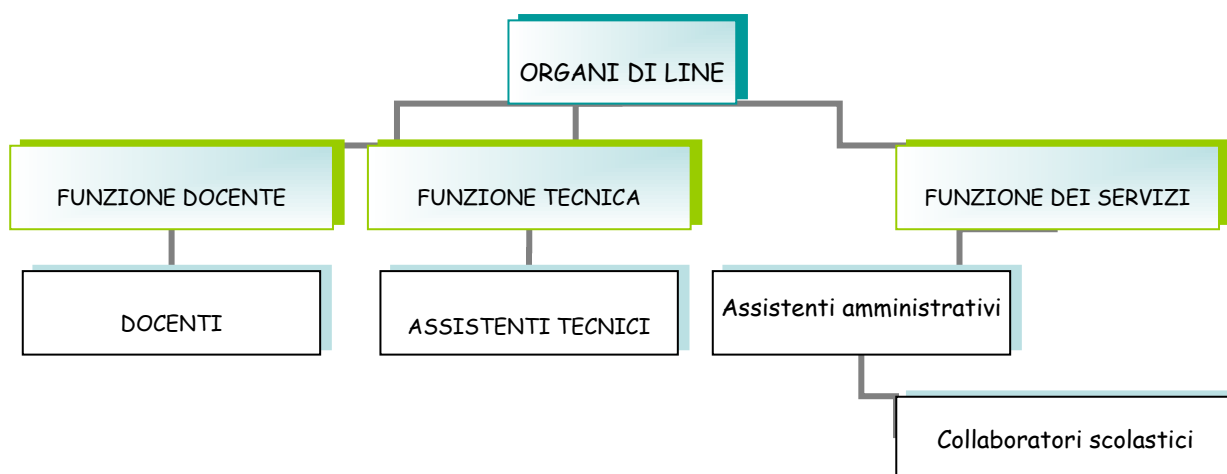 ORGANI DI LINE
FUNZIONE DOCENTE
FUNZIONE TECNICA
FUNZIONE DEI SERVIZI
DOCENTI
ASSISTENTI TECNICI
Assistenti amministrativi
Collaboratori scolastici